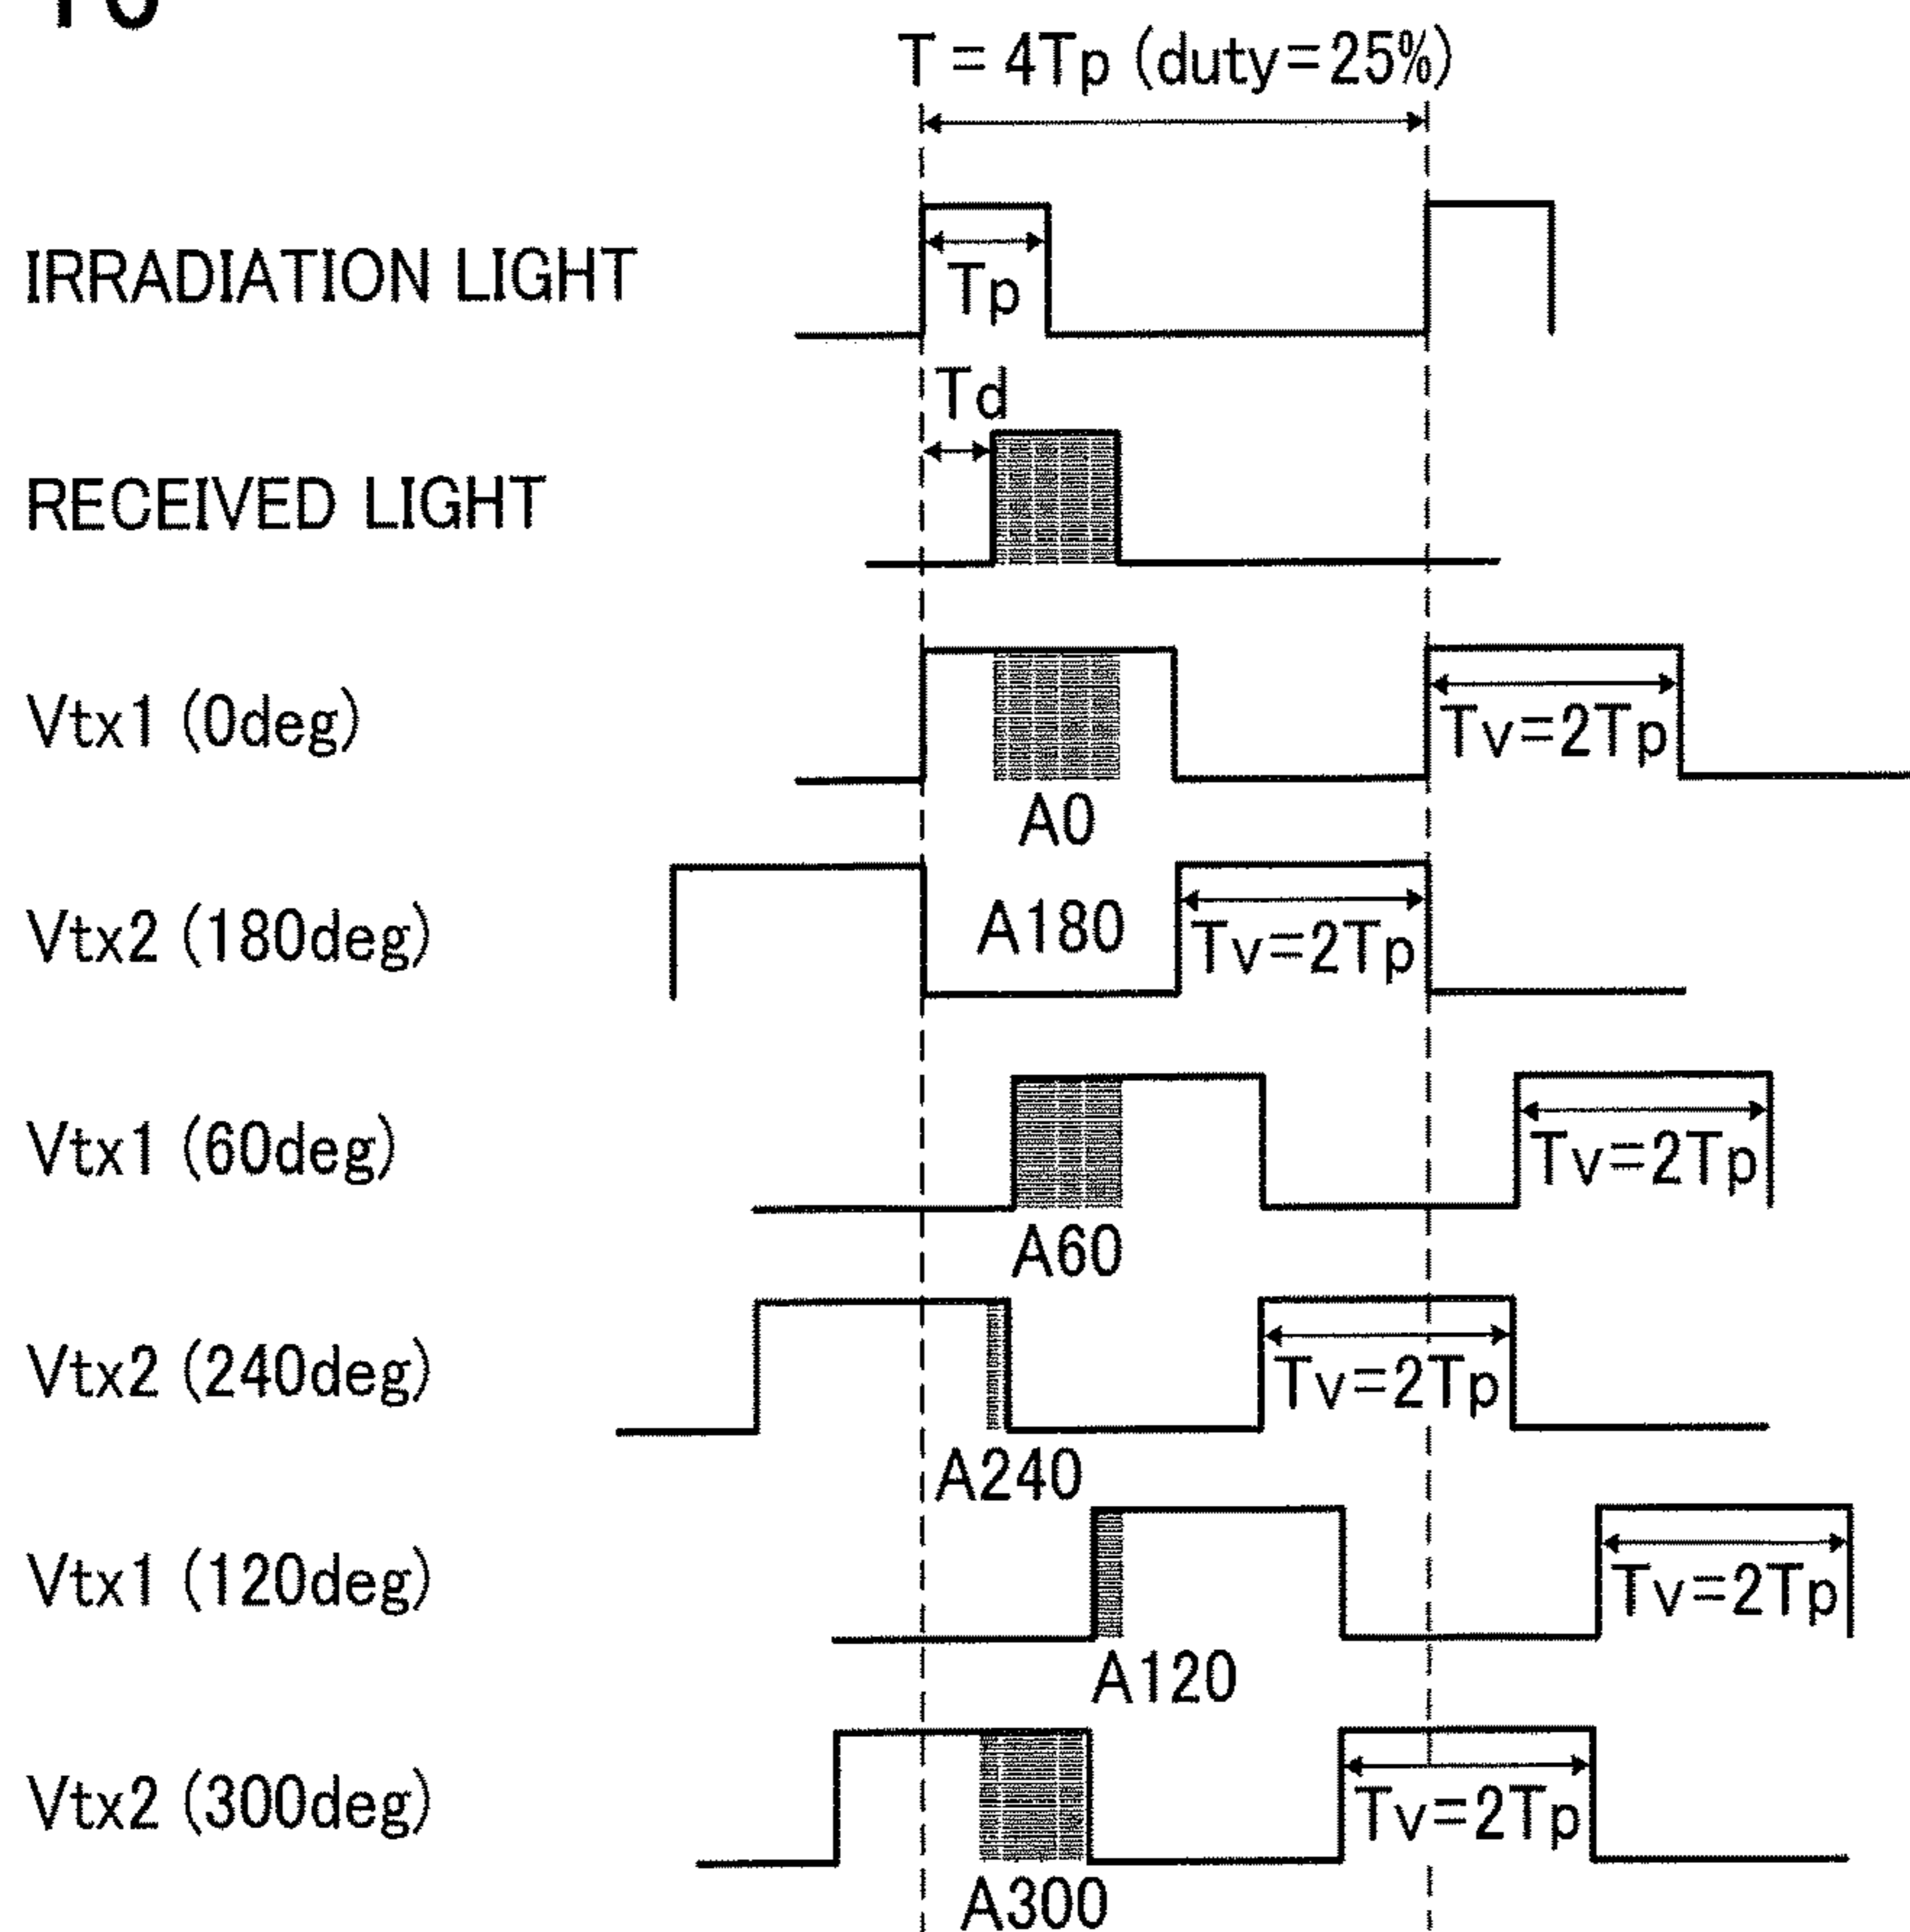 T = 4Tp (duty=25%)
IRRADIATION LIGHT
Tp
Td
RECEIVED LIGHT
Vtx1 (0deg)
Tv=2Tp
A0
Vtx2 (180deg)
A180
Tv=2Tp
Vtx1 (60deg)
Tv=2Tp
A60
Vtx2 (240deg)
Tv=2Tp
A240
Vtx1 (120deg)
Tv=2Tp
A120
Vtx2 (300deg)
Tv=2Tp
A300